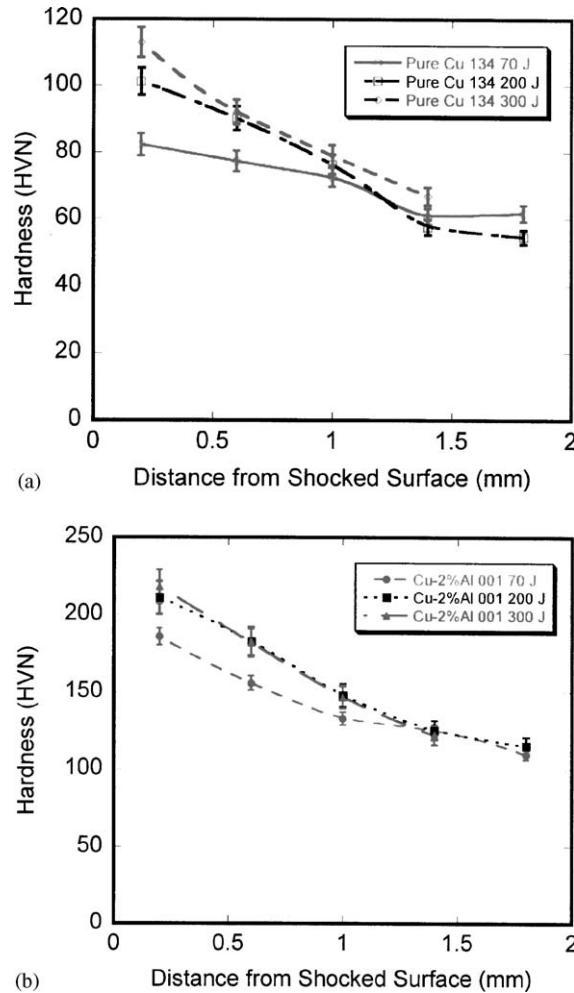 120
100
80
60
40
20
0
Hardness (HVN)
Pure Cu 134 70 J
Pure Cu 134 200 J
Pure Cu 134 300 J
0 0.5 1 1.5 2
(a) Distance from Shocked Surface (mm)
250
200
150
100
50
0
Hardness (HVN)
Cu-2%Al 001 70 J
Cu-2%Al 001 200 J
Cu-2%Al 001 300 J
0 0.5 1 1.5 2
(b) Distance from Shocked Surface (mm)